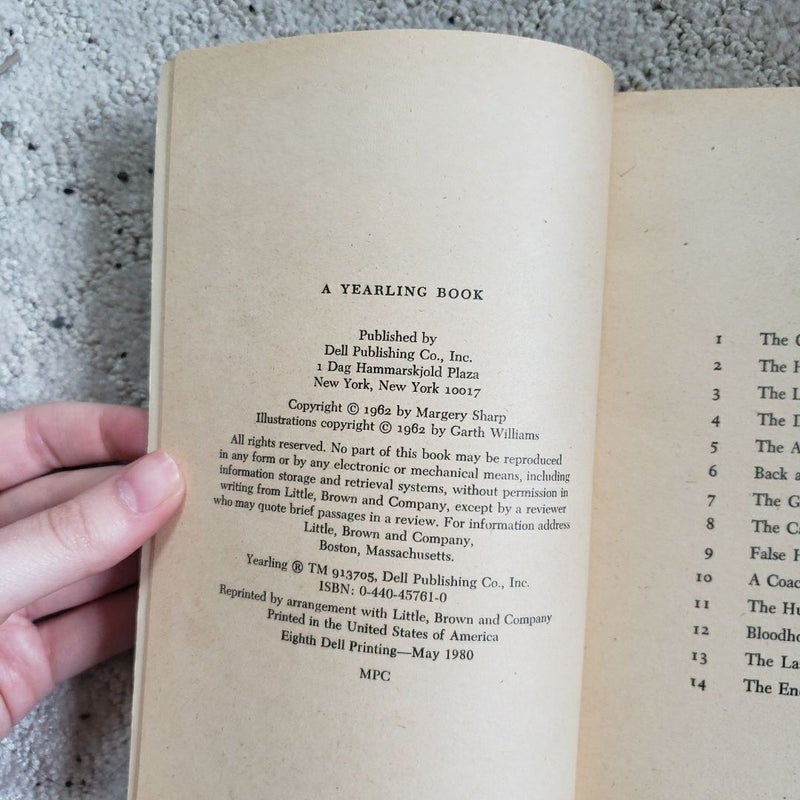 A YEARLING BOOK
Published by
Dell Publishing Co., Inc.
1 Dag Hammarskjold Plaza
New York, New York 10017
Copyright © 1962 by Margery Sharp
Illustrations copyright © 1962 by Garth Williams
All rights reserved. No part of this book may be reproduced
in any form or by any electronic or mechanical means, including
information storage and retrieval systems, without permission in
writing from Little, Brown and Company, except by a reviewer
who may quote brief passages in a review. For information address
Little, Brown and Company,
Boston, Massachusetts.
Yearling ® TM 913705, Dell Publishing Co., Inc.
ISBN: 0-440-45761-0
Reprinted by arrangement with Little, Brown and Company
Printed in the United States of America
Eighth Dell Printing—May 1980
MPC
1 The
2 The
3 The
4 The
5 The
6 Back
7 The
8 The
9 False
10 A
11 The
12
13 The
14 The